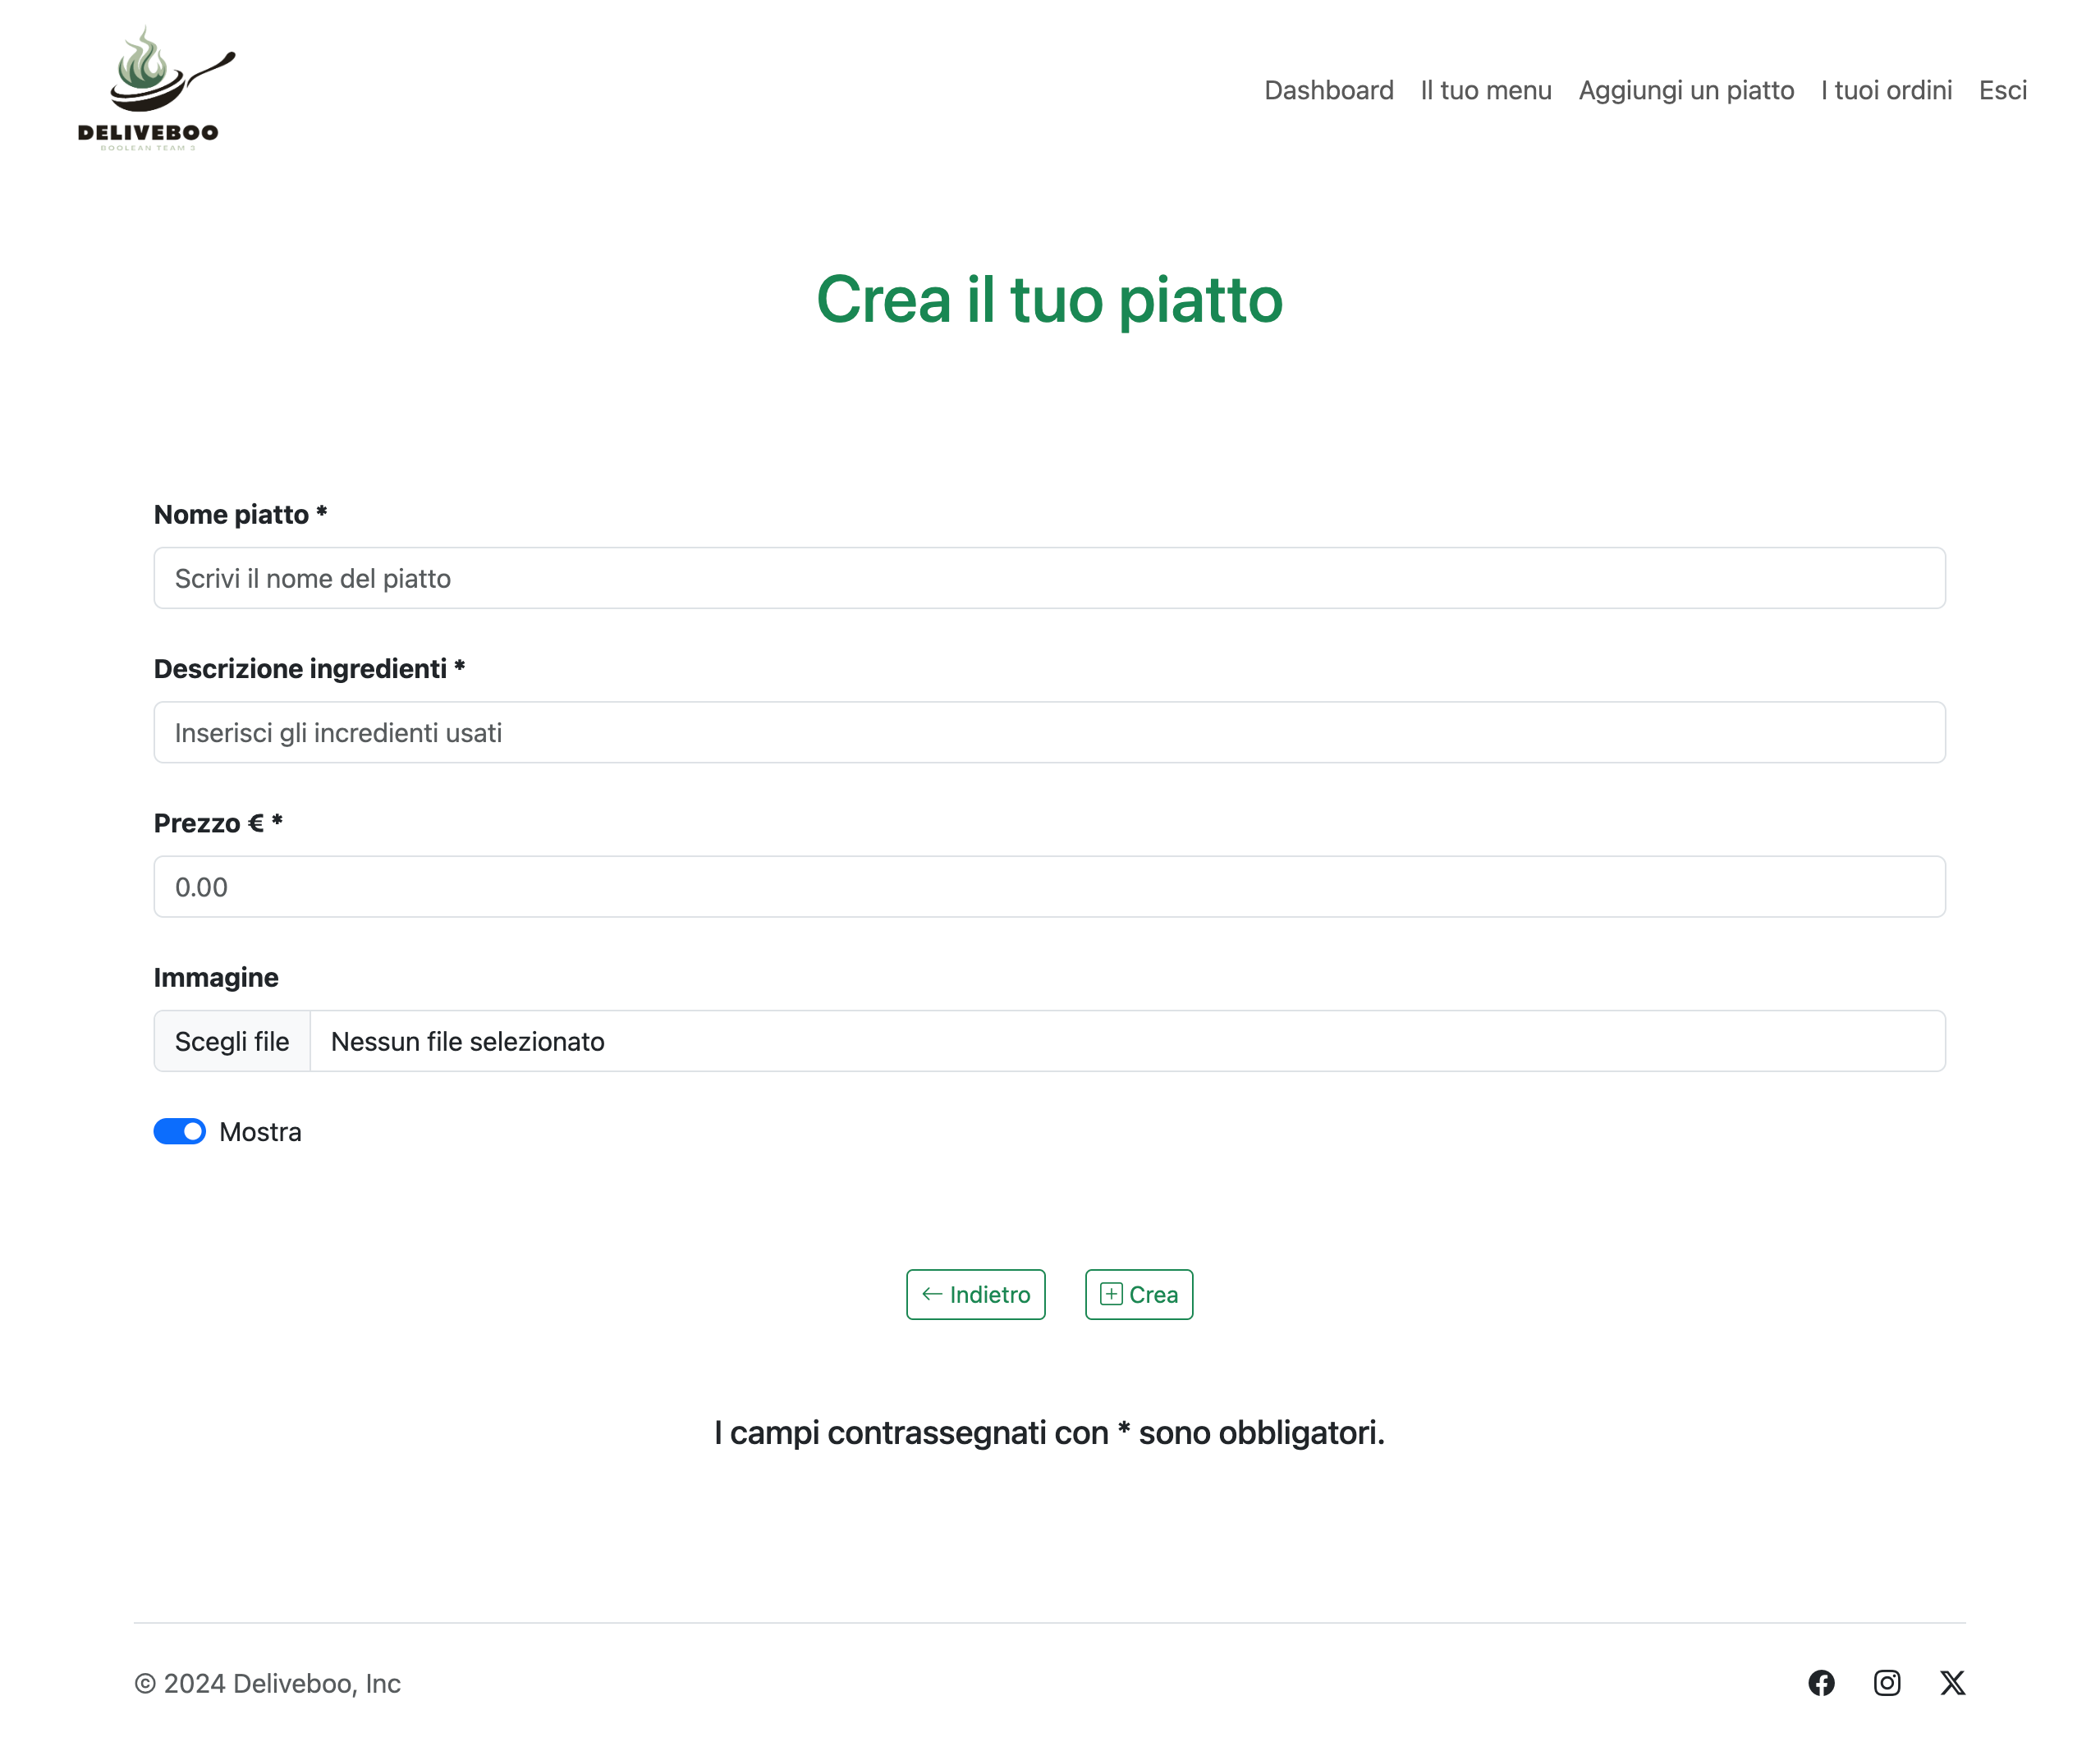 DELIVEBOO
BOOLEAN TEAM 3
Dashboard Il tuo menu Aggiungi un piatto I tuoi ordini Esci
Crea il tuo piatto
Nome piatto *
Scrivi il nome del piatto
Descrizione ingredienti *
Inserisci gli incredienti usati
Prezzo € *
0.00
Immagine
Scegli file Nessun file selezionato
Mostra
Indietro Crea
I campi contrassegnati con * sono obbligatori.
© 2024 Deliveboo, Inc